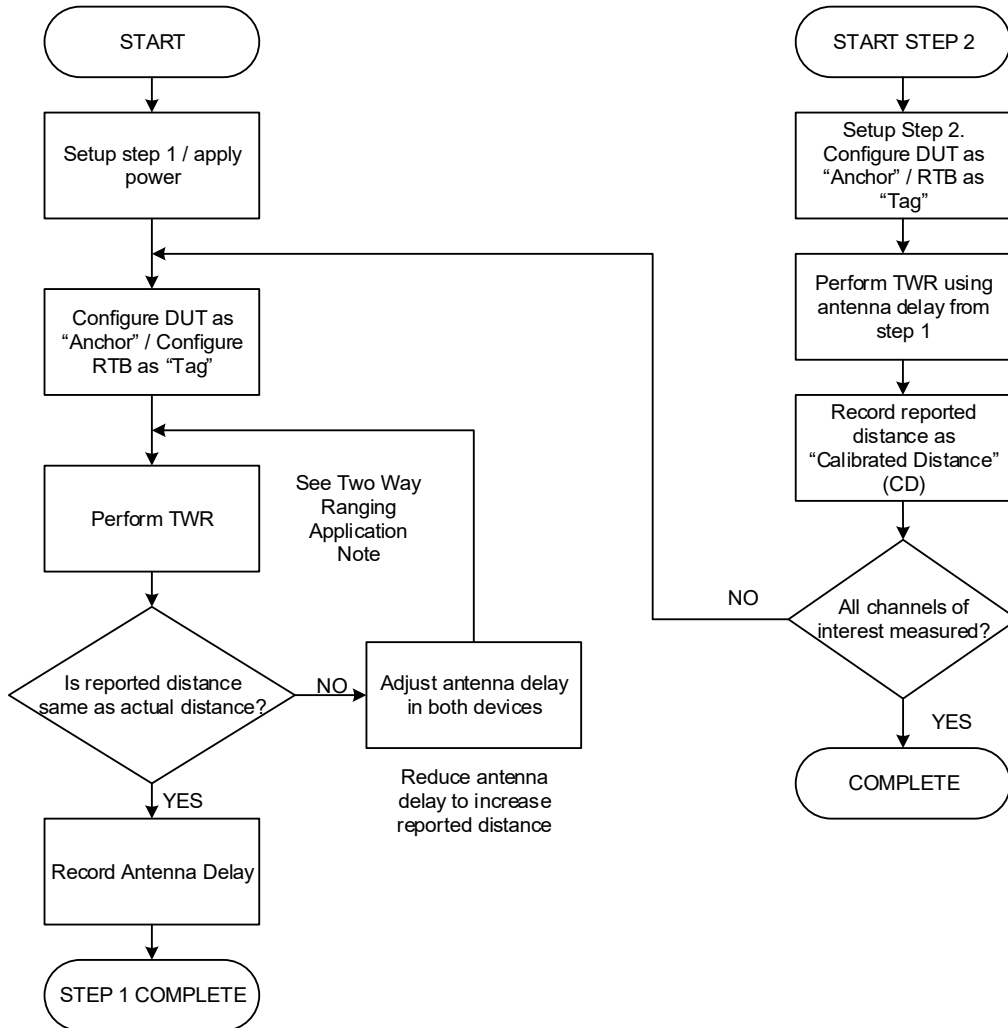 START
Setup step 1 / apply
power
Configure DUT as
“Anchor” / Configure
RTB as “Tag”
Perform TWR
See Two Way
Ranging
Application
Note
Is reported distance
same as actual distance?
NO
Adjust antenna delay
in both devices
Reduce antenna
delay to increase
reported distance
YES
Record Antenna Delay
STEP 1 COMPLETE
START STEP 2
Setup Step 2.
Configure DUT as
“Anchor” / RTB as
“Tag”
Perform TWR using
antenna delay from
step 1
Record reported
distance as
“Calibrated Distance”
(CD)
All channels of
interest measured?
NO
YES
COMPLETE